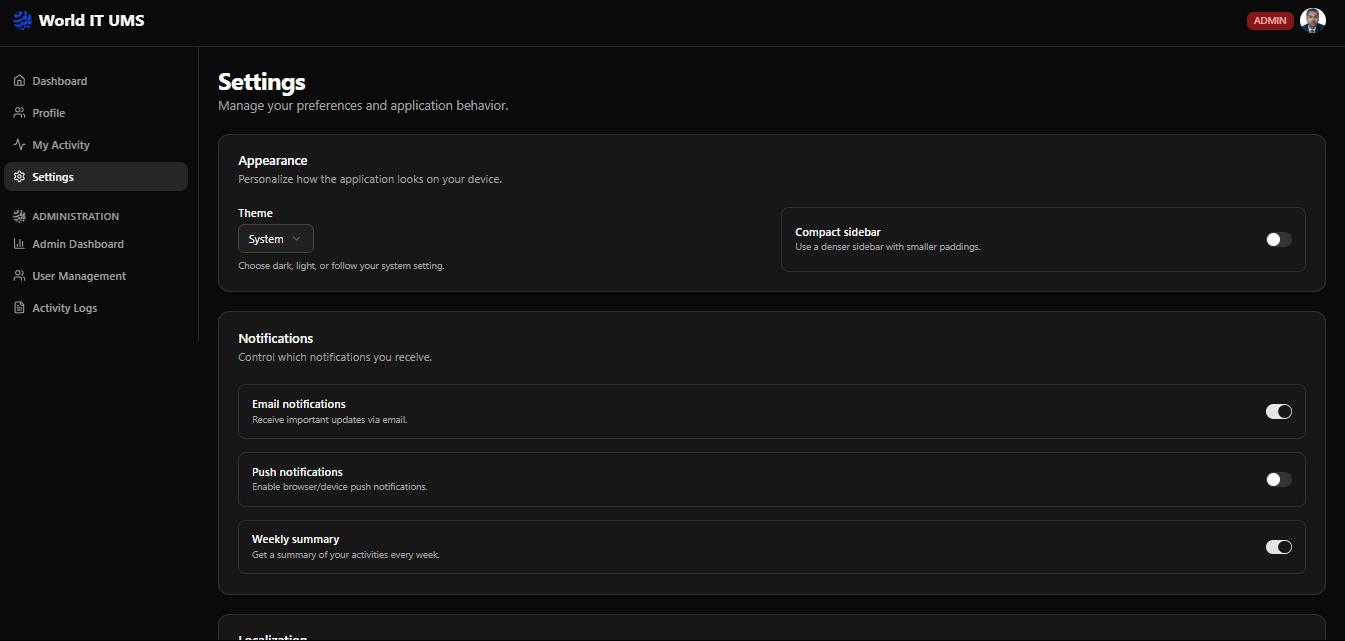 World IT UMS
ADMIN
Dashboard
Profile
My Activity
Settings
ADMINISTRATION
Admin Dashboard
User Management
Activity Logs
Settings
Manage your preferences and application behavior.
Appearance
Personalize how the application looks on your device.
Theme
System
Choose dark, light, or follow your system setting.
Compact sidebar
Use a denser sidebar with smaller paddings.
Notifications
Control which notifications you receive.
Email notifications
Receive important updates via email.
Push notifications
Enable browser/device push notifications.
Weekly summary
Get a summary of your activities every week.
Localization